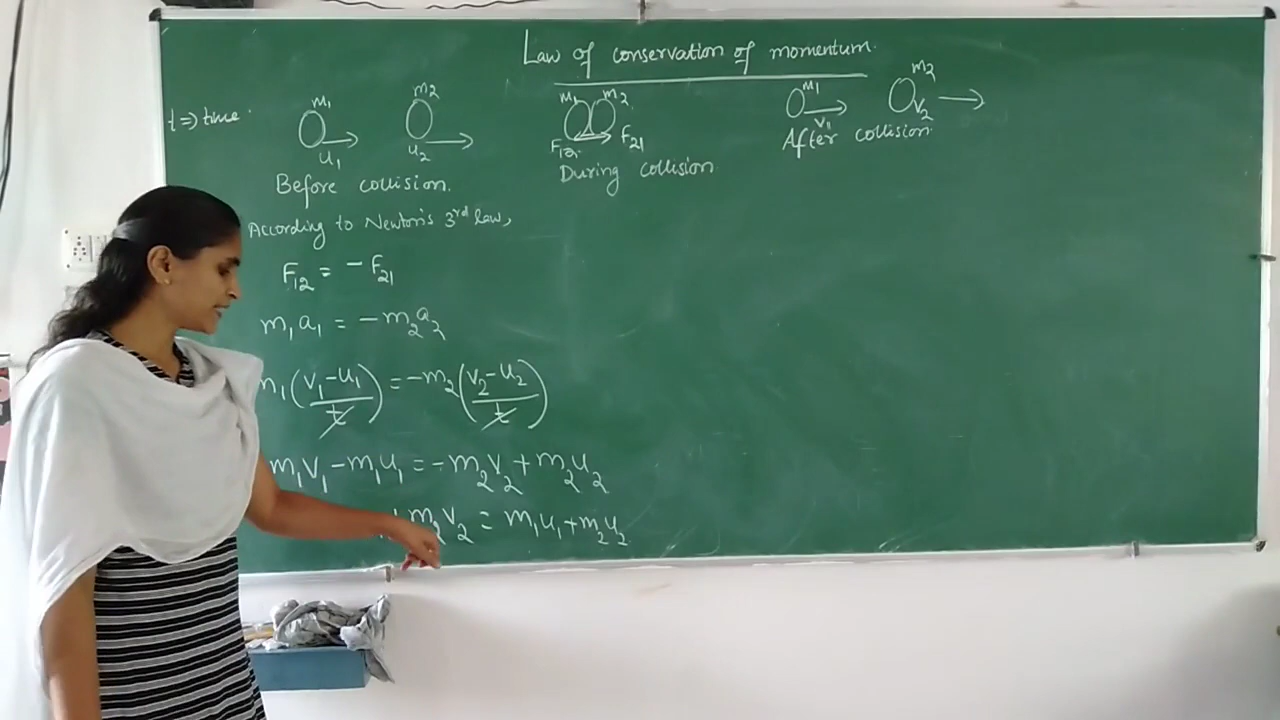 Law of conservation of momentum.
t => time.
m1 m2 m1 m2 m1 m2
u1 u2 F12 F21 v1 v2
Before collision. During collision After collision.
According to Newton's 3rd law,
F12 = - F21
m1a1 = -m2a2
m1(v1-u1/t) = -m2(v2-u2/t)
m1v1 - m1u1 = -m2v2 + m2u2
+ m2v2 = m1u1 + m2u2